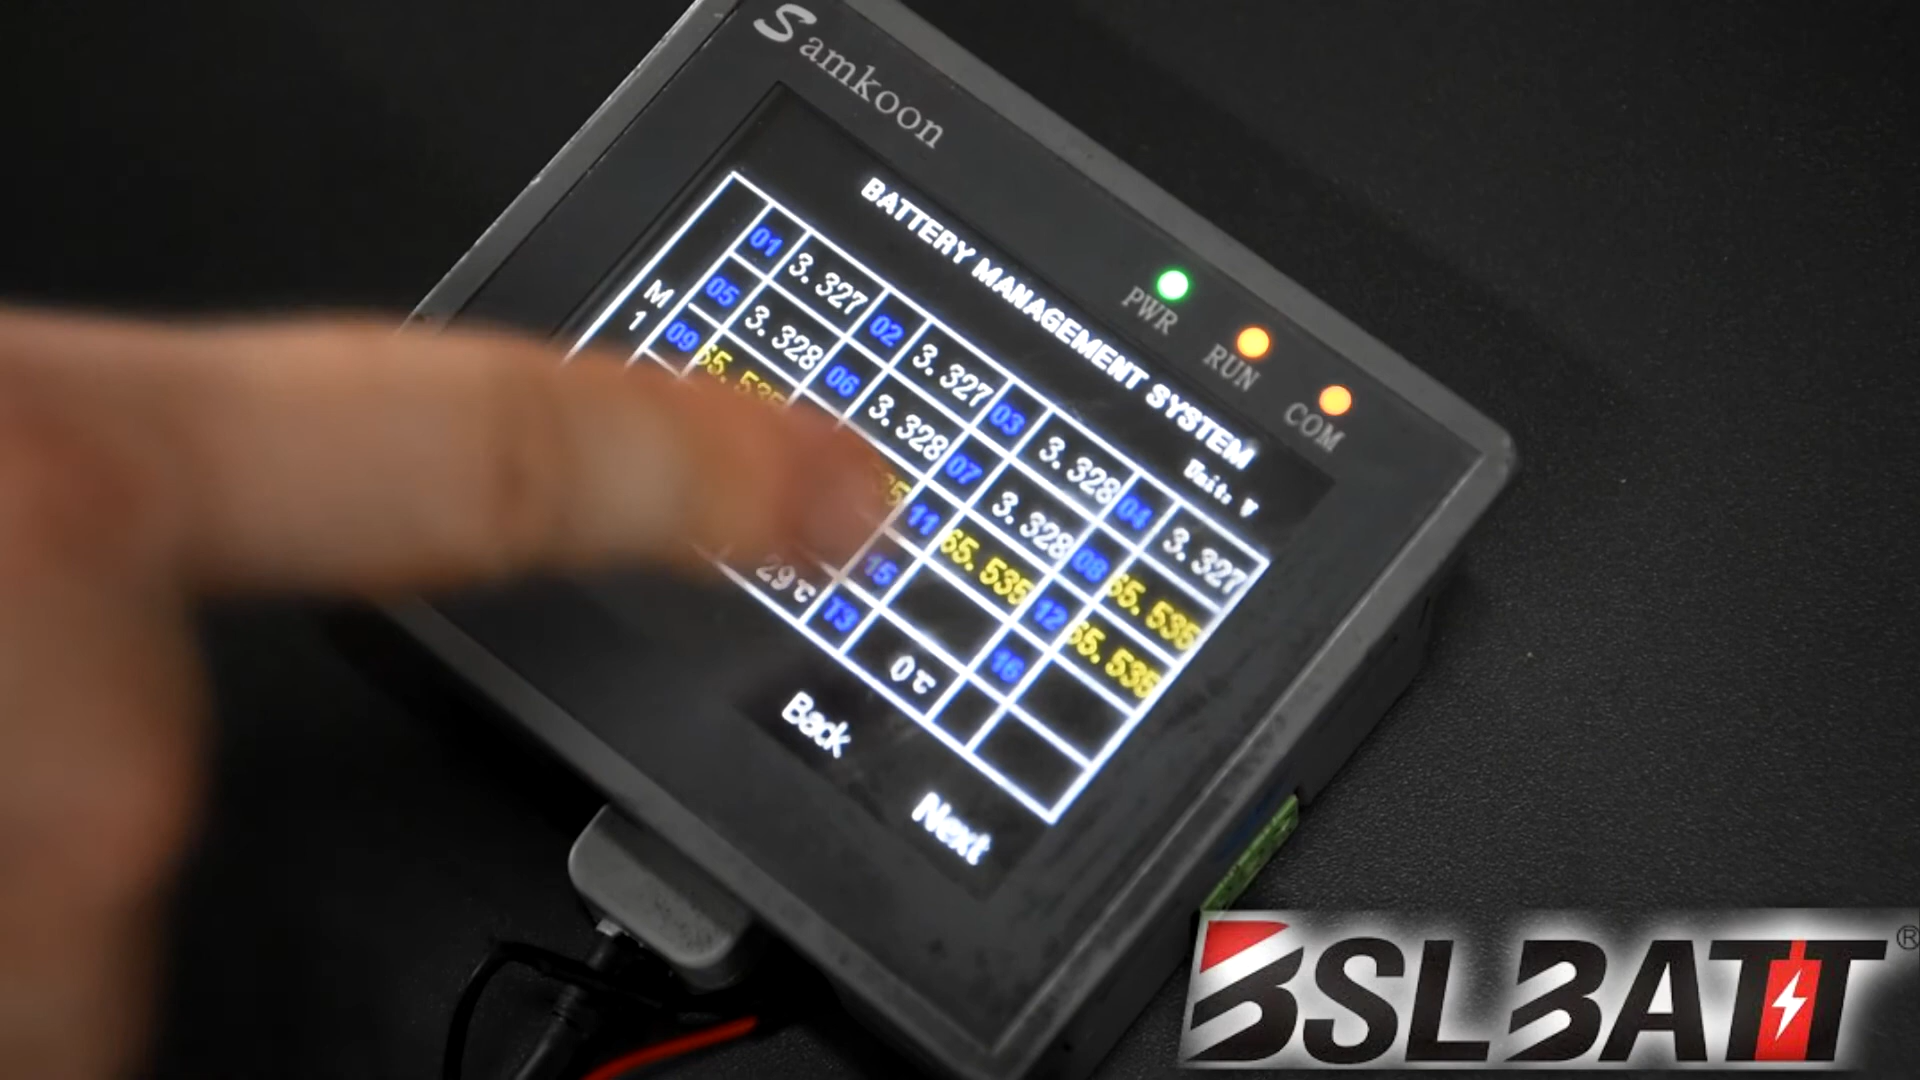 Samkoon
PWR
RUN
COM
BATTERY MANAGEMENT SYSTEM
Unit: V
M
1
01 3.327 02 3.327 03 3.328 04 3.327
05 3.328 06 3.328 07 3.328 08 65.535
09 65.535 11 65.535 12 65.535
15 16
29℃ T3 0℃
Back
Next
BSLBATT®